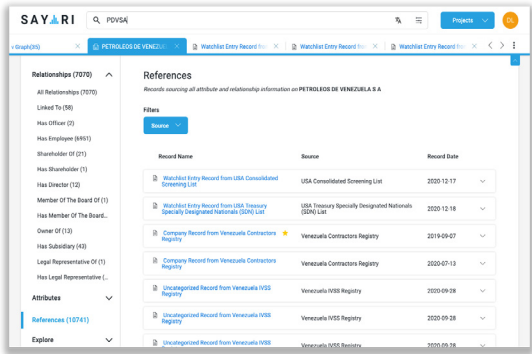 SAYARI
PDVSA
Projects
DL
Graph(35)
PETROLEOS DE VENEZUE
Watchlist Entry Record fro
Watchlist Entry Record fro
Watchlist Entry Record fro
Relationships (7070)
All Relationships (7070)
Linked To (58)
Has Officer (2)
Has Employee (6951)
Shareholder Of (21)
Has Shareholder (1)
Has Director (12)
Member Of The Board Of (1)
Has Member Of The Board...
Owner Of (13)
Has Subsidiary (43)
Legal Representative Of (1)
Has Legal Representative (...
Attributes
References (10741)
Explore
References
Records sourcing all attribute and relationship information on PETROLEOS DE VENEZUELA S A
Filters
Source
Record Name Source Record Date
Watchlist Entry Record from USA Consolidated
Screening List
USA Consolidated Screening List
2020-12-17
Watchlist Entry Record from USA Treasury
Specially Designated Nationals (SDN) List
USA Treasury Specially Designated Nationals
(SDN) List
2020-12-18
Company Record from Venezuela Contractors
Registry
Venezuela Contractors Registry
2019-09-07
Company Record from Venezuela Contractors
Registry
Venezuela Contractors Registry
2020-07-13
Uncategorized Record from Venezuela IVSS
Registry
Venezuela IVSS Registry
2020-09-28
Uncategorized Record from Venezuela IVSS
Registry
Venezuela IVSS Registry
2020-09-28
Uncategorized Record from Venezuela IVSS
Registry
Venezuela IVSS Registry
2020-09-28